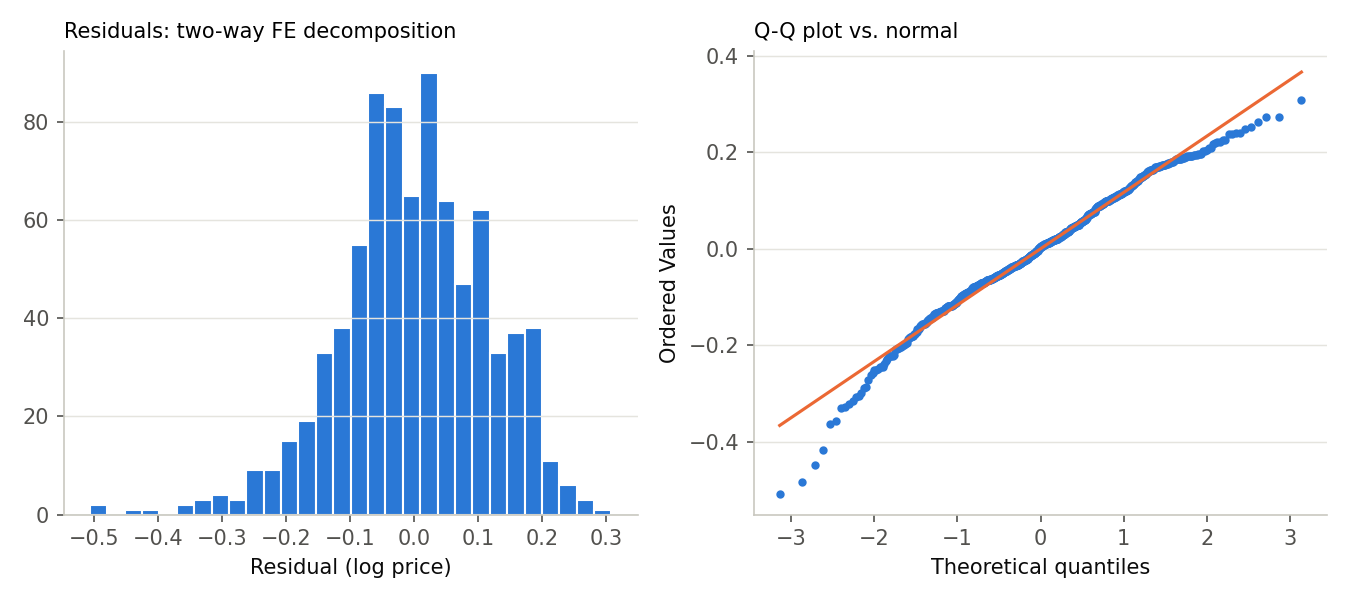 Residuals: two-way FE decomposition
80
60
40
20
0
−0.5 −0.4 −0.3 −0.2 −0.1 0.0 0.1 0.2 0.3
Residual (log price)
Q-Q plot vs. normal
Ordered Values
0.4
0.2
0.0
−0.2
−0.4
−3 −2 −1 0 1 2 3
Theoretical quantiles